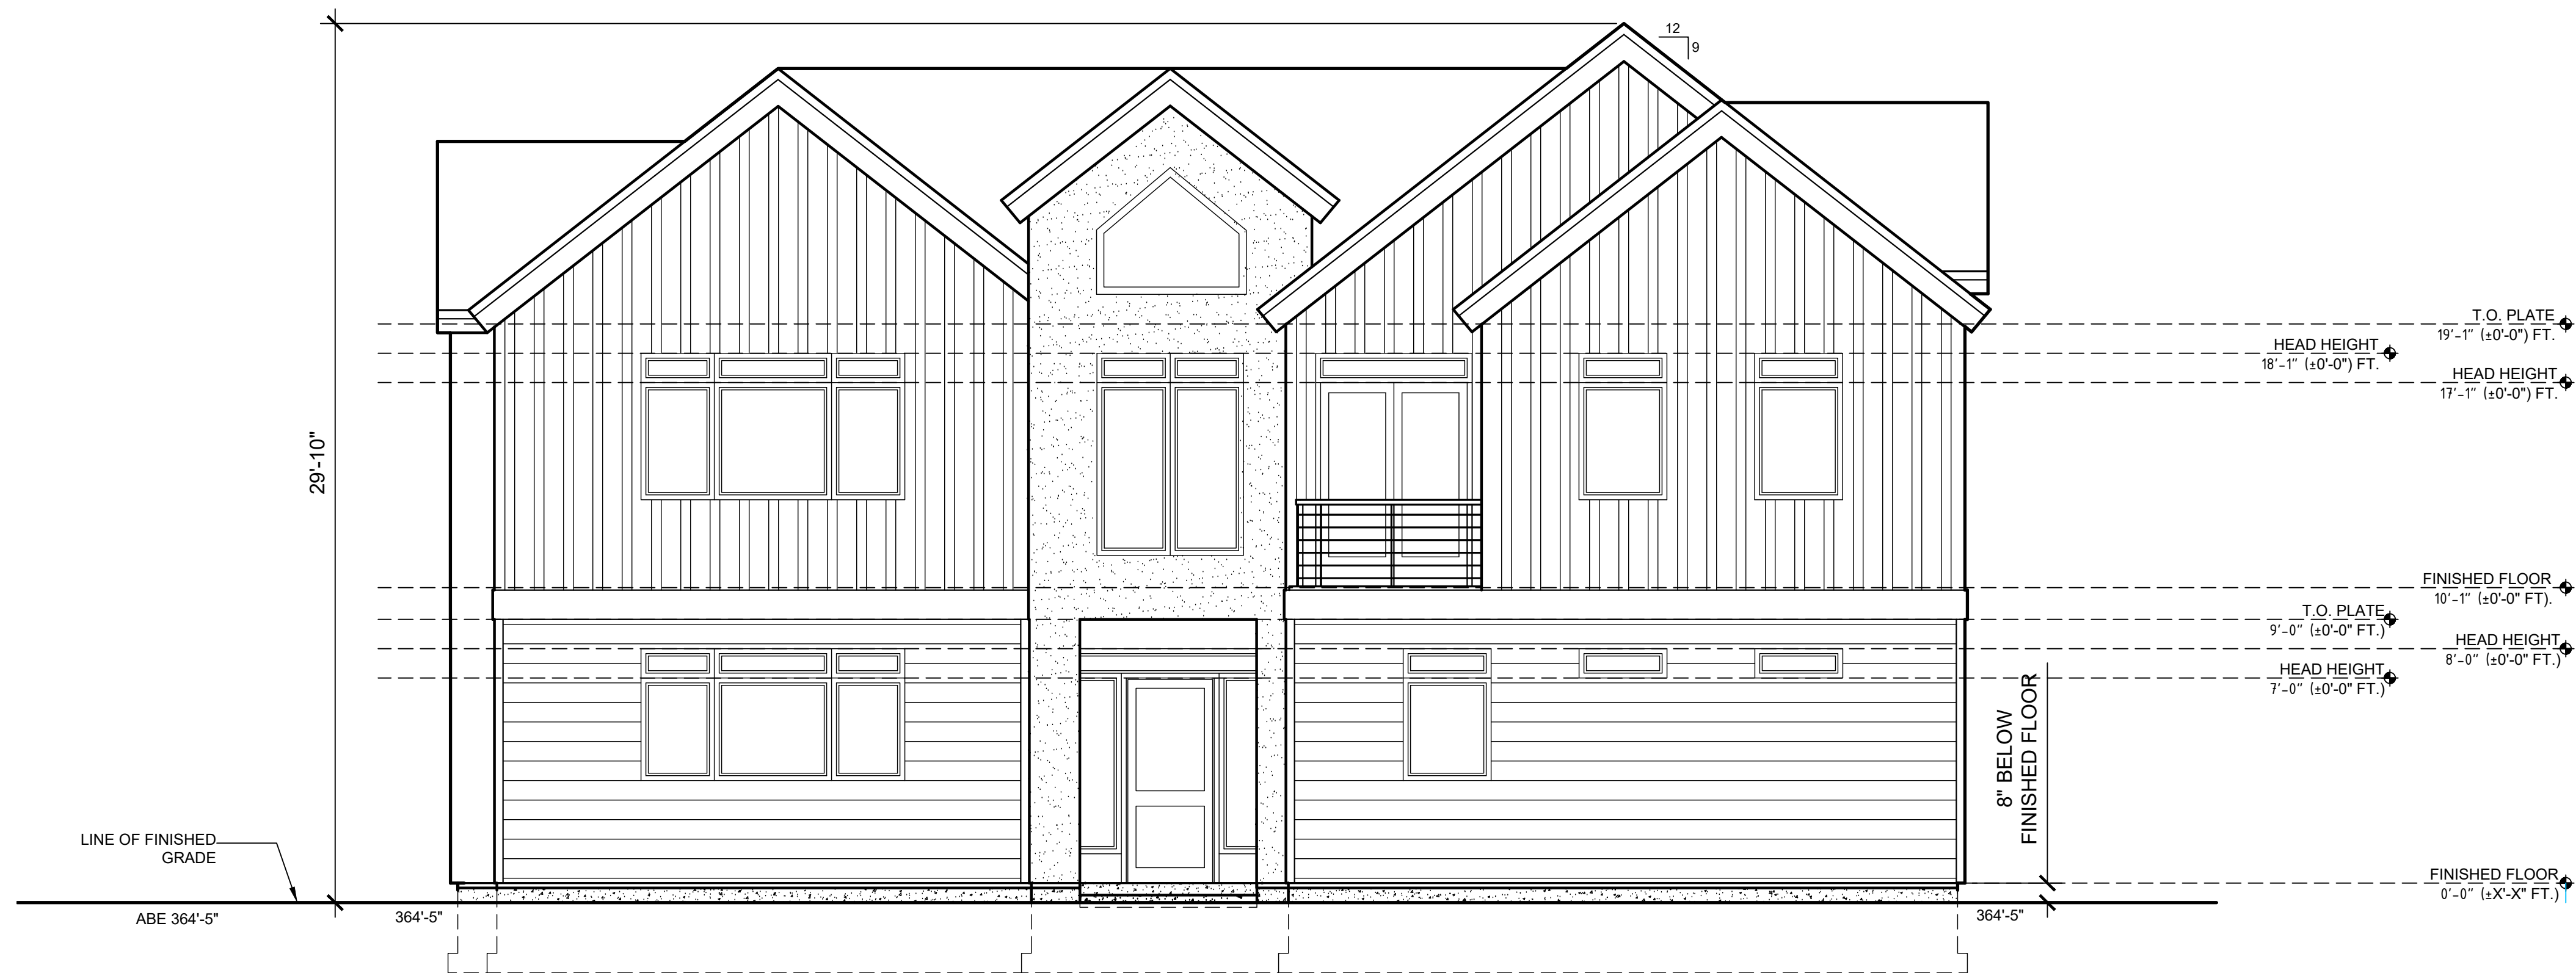 12
9
29'-10"
T.O. PLATE
19'-1" (±0'-0") FT.
HEAD HEIGHT
18'-1" (±0'-0") FT.
HEAD HEIGHT
17'-1" (±0'-0") FT.
FINISHED FLOOR
10'-1" (±0'-0" FT).
T.O. PLATE
9'-0" (±0'-0" FT.)
HEAD HEIGHT
8'-0" (±0'-0" FT.)
HEAD HEIGHT
7'-0" (±0'-0" FT.)
8" BELOW
FINISHED FLOOR
LINE OF FINISHED
GRADE
FINISHED FLOOR
0'-0" (±X'-X" FT.)
ABE 364'-5"
364'-5"
364'-5"